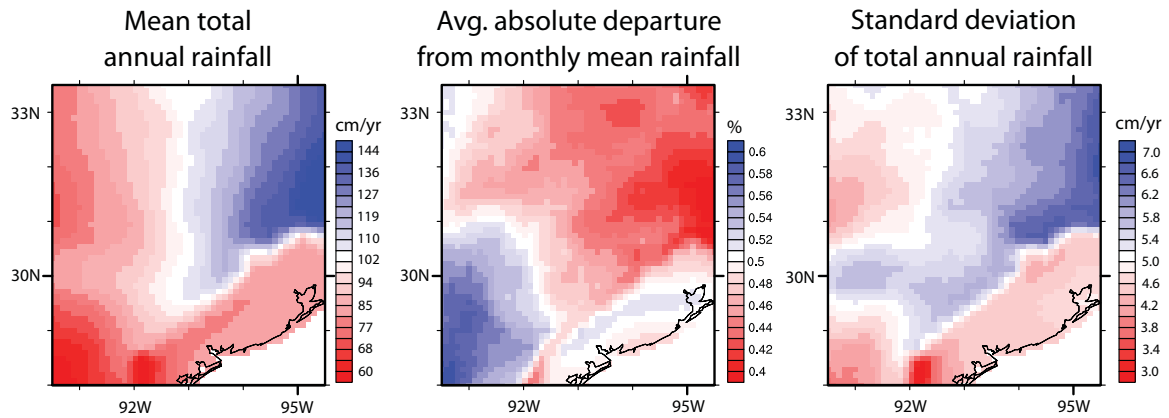 Mean total
annual rainfall
33N
30N
92W
95W
cm/yr
144
136
127
119
110
102
94
85
77
68
60
Avg. absolute departure
from monthly mean rainfall
92W
95W
%
0.6
0.58
0.56
0.54
0.52
0.5
0.48
0.46
0.44
0.42
0.4
Standard deviation
of total annual rainfall
33N
30N
92W
95W
cm/yr
7.0
6.6
6.2
5.8
5.4
5.0
4.6
4.2
3.8
3.4
3.0